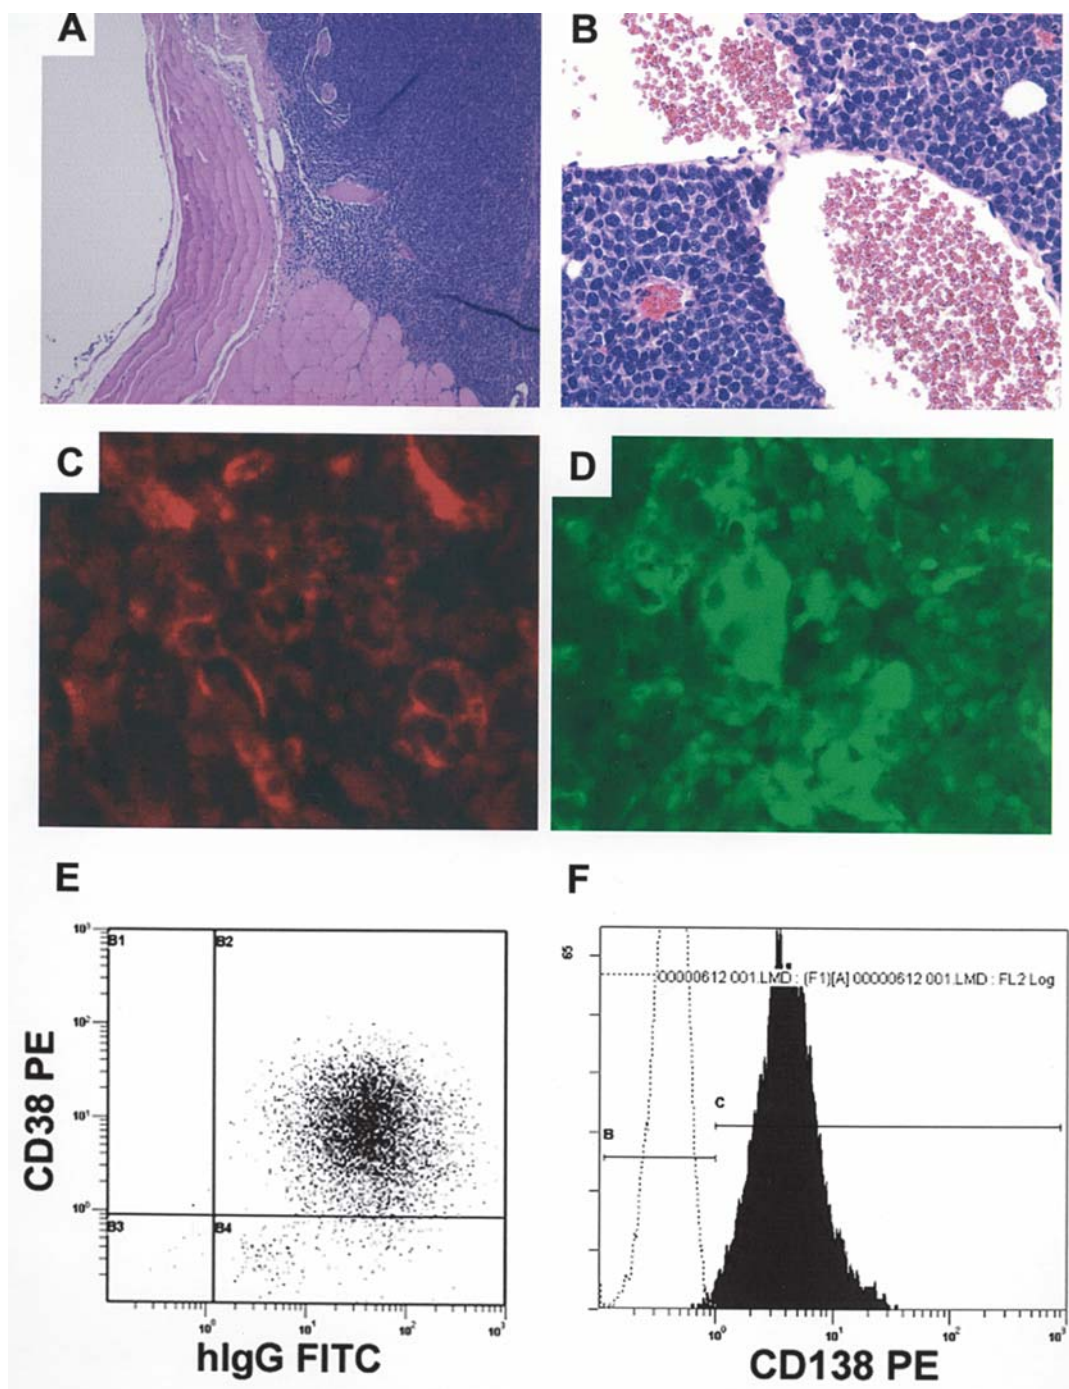 A
B
C
D
E
F
10³
B1
B2
10²
10¹
10⁰
B3
B4
10⁰
10¹
10²
10³
CD38 PE
hIgG FITC
65
00000612 001.LMD : (F1)[A] 00000612 001.LMD : FL2 Log
C
B
10⁰
10¹
10²
10³
CD138 PE